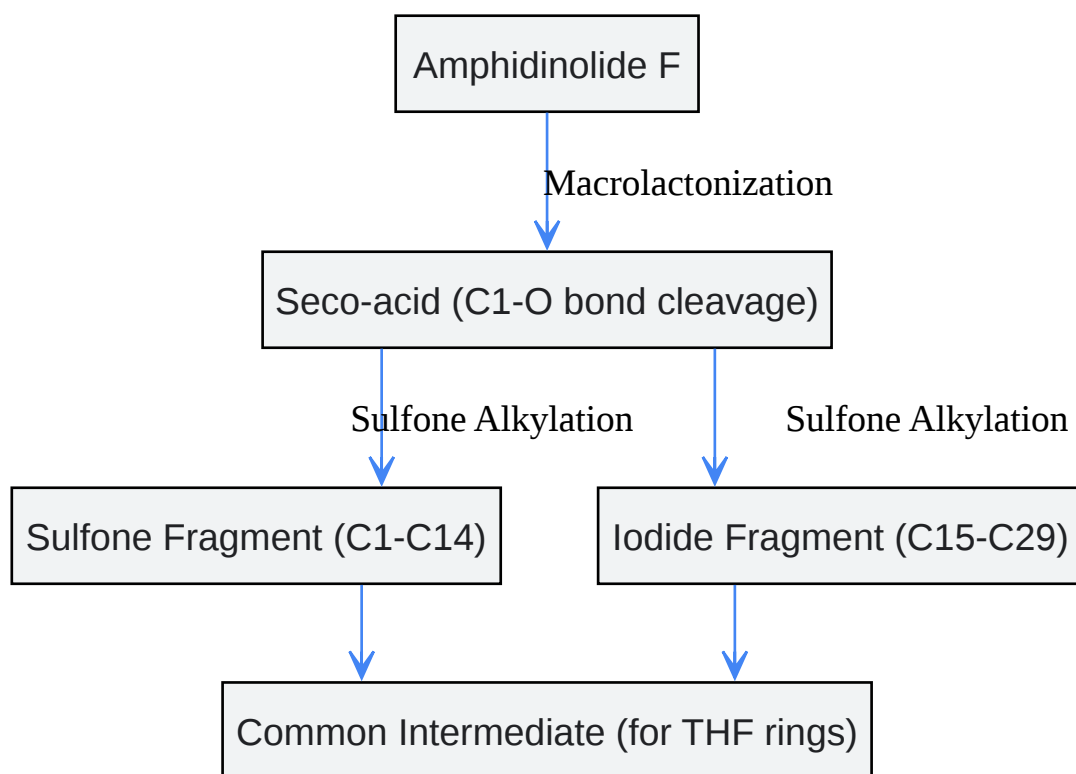 Amphidinolide F
Macrolactonization
Seco-acid (C1-O bond cleavage)
Sulfone Alkylation
Sulfone Alkylation
Sulfone Fragment (C1-C14)
Iodide Fragment (C15-C29)
Common Intermediate (for THF rings)